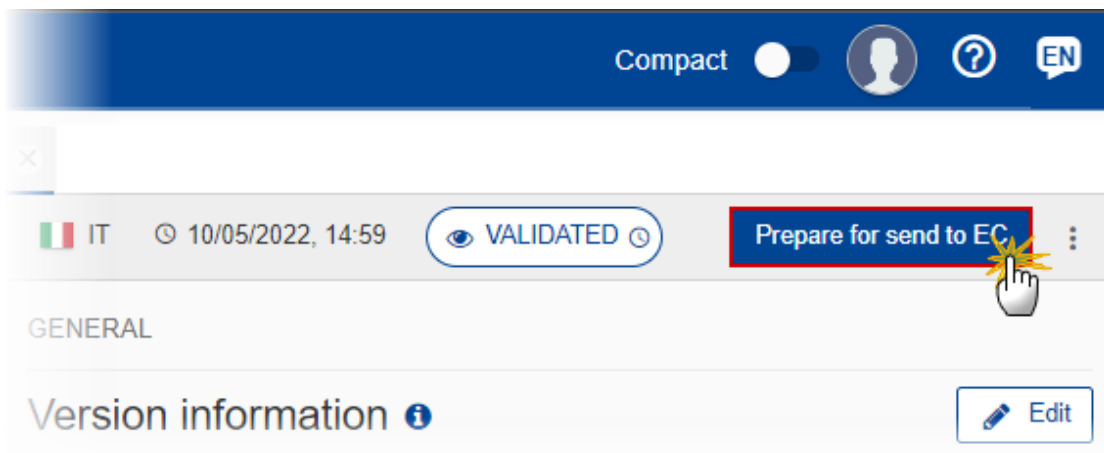 Compact EN
IT 10/05/2022, 14:59 VALIDATED Prepare for send to EC
GENERAL
Version information
Edit